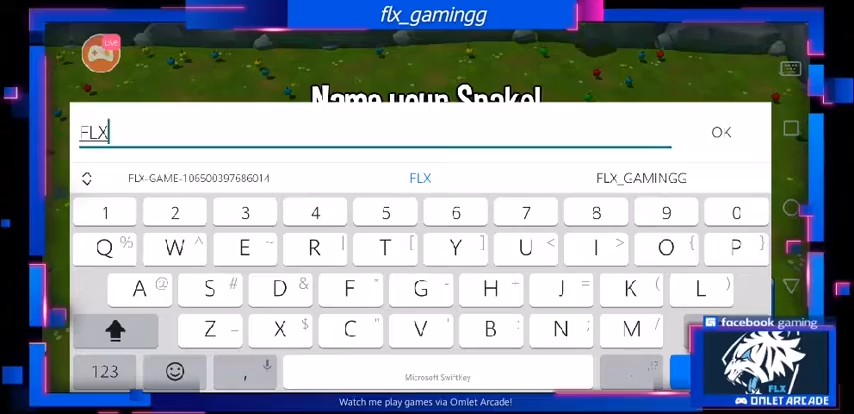 flx_gamingg
Live
Name your Snake!
FLX
OK
FLX-GAME-106500397686014 FLX FLX_GAMINGG
1 2 3 4 5 6 7 8 9 0
Q % W ^ E ~ R | T [ Y ] U < I > O { P }
A @ S # D & F * G - H + J = K ( L )
Z _ X $ C " V ' B : N ; M /
123 , Microsoft SwiftKey
facebook gaming
FLX
OMLET ARCADE
Watch me play games via Omlet Arcade!